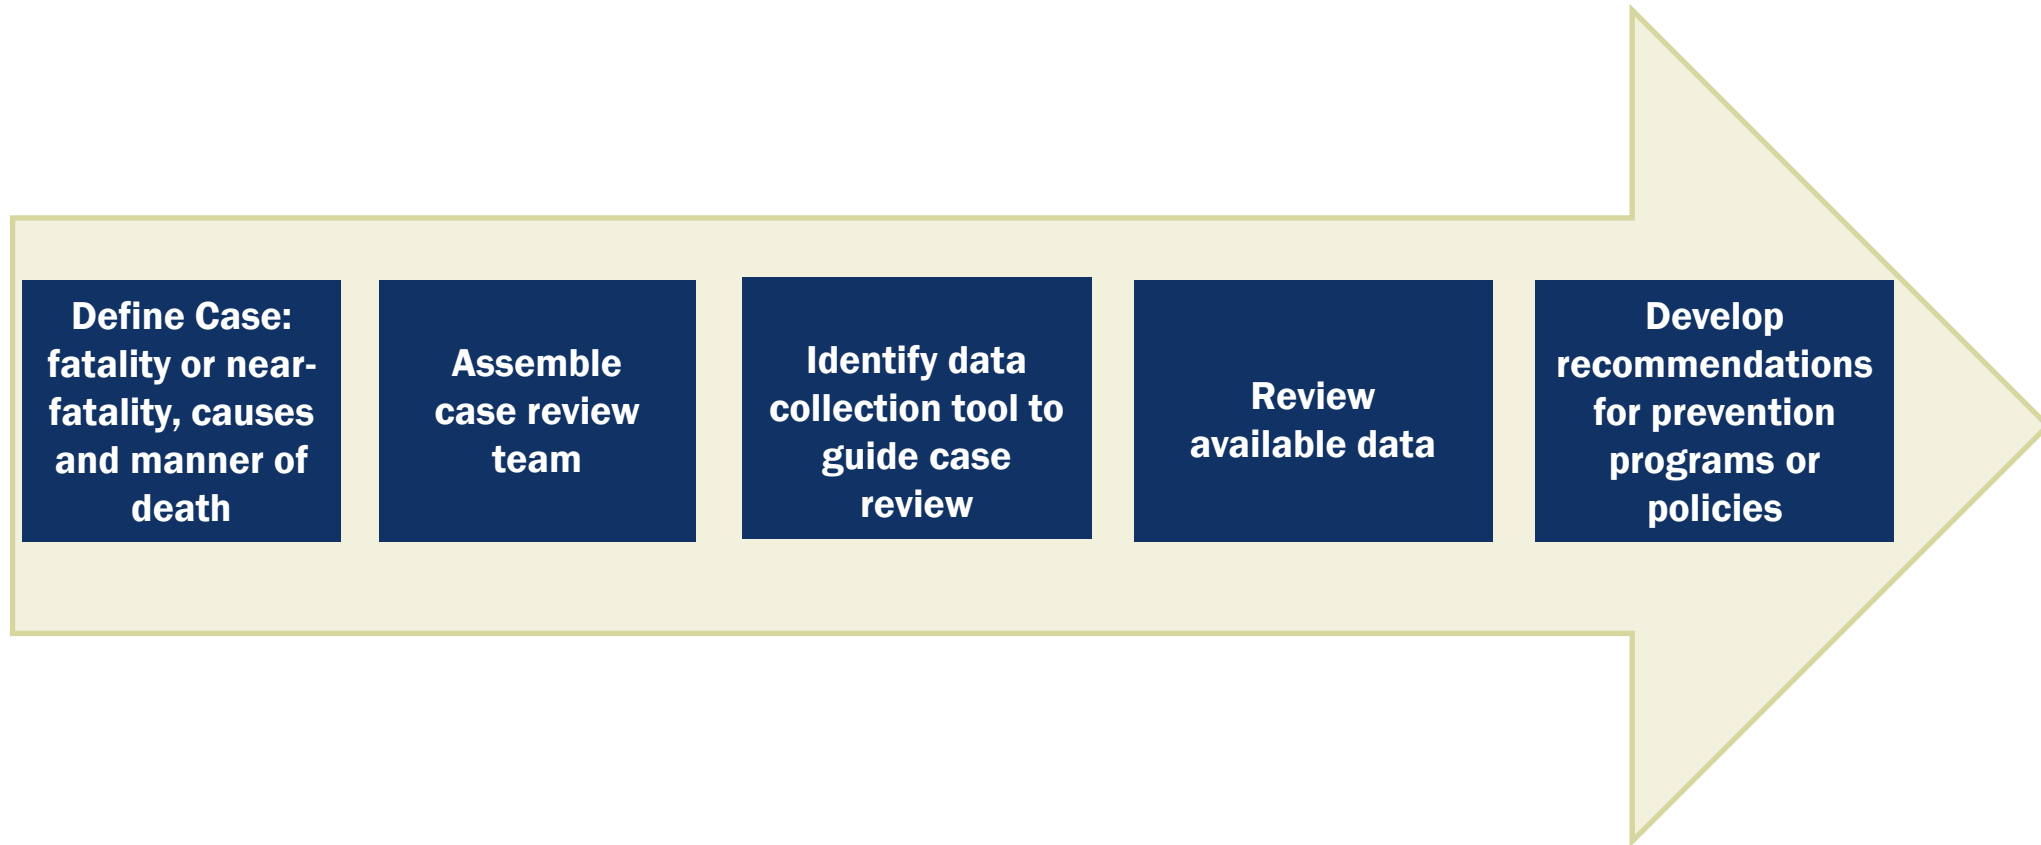 Define Case:
fatality or near-
fatality, causes
and manner of
death
Assemble
case review
team
Identify data
collection tool to
guide case
review
Review
available data
Develop
recommendations
for prevention
programs or
policies